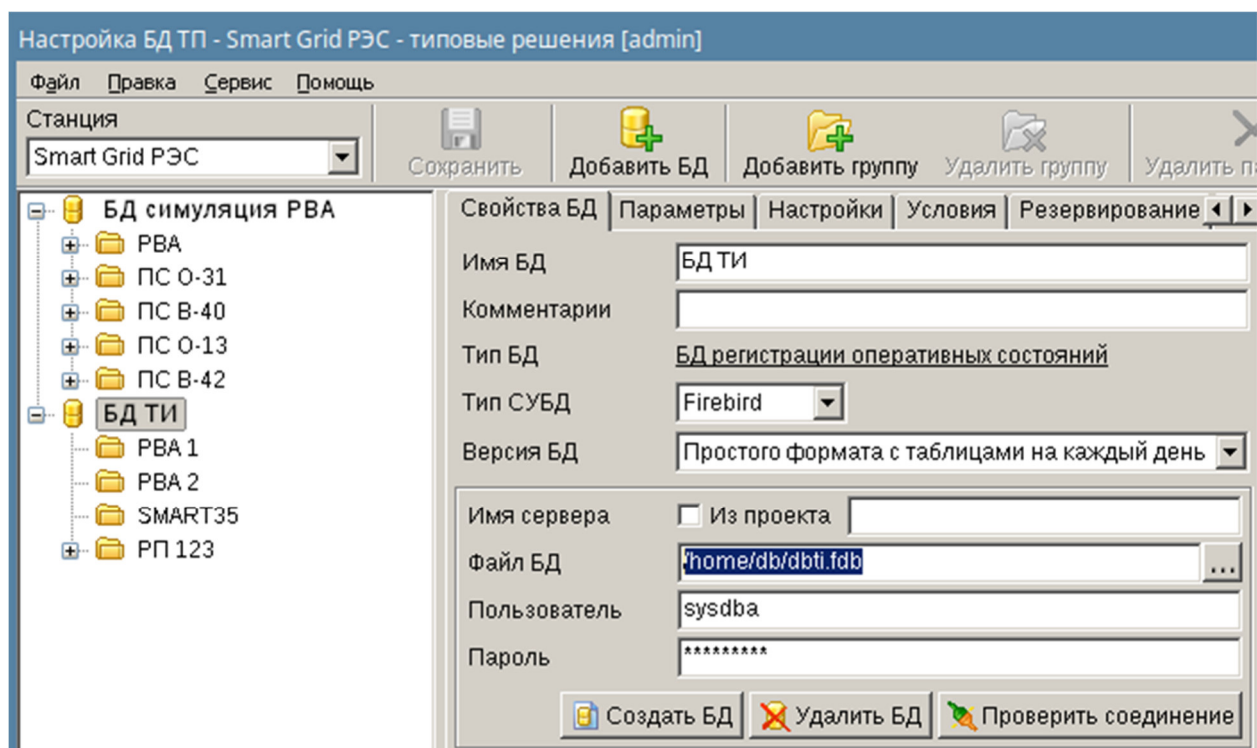 Настройка БД ТП - Smart Grid РЭС - типовые решения [admin]
Файл Правка Сервис Помощь
Станция
Smart Grid РЭС
Сохранить Добавить БД Добавить группу Удалить группу Удалить
БД симуляция РВА
РВА
ПС О-31
ПС В-40
ПС О-13
ПС В-42
БД ТИ
РВА 1
РВА 2
SMART35
РП 123
Свойства БД Параметры Настройки Условия Резервирование
Имя БД БД ТИ
Комментарии
Тип БД БД регистрации оперативных состояний
Тип СУБД Firebird
Версия БД Простого формата с таблицами на каждый день
Имя сервера Из проекта
Файл БД /home/db/dbti.fdb ...
Пользователь sysdba
Пароль *********
Создать БД Удалить БД Проверить соединение